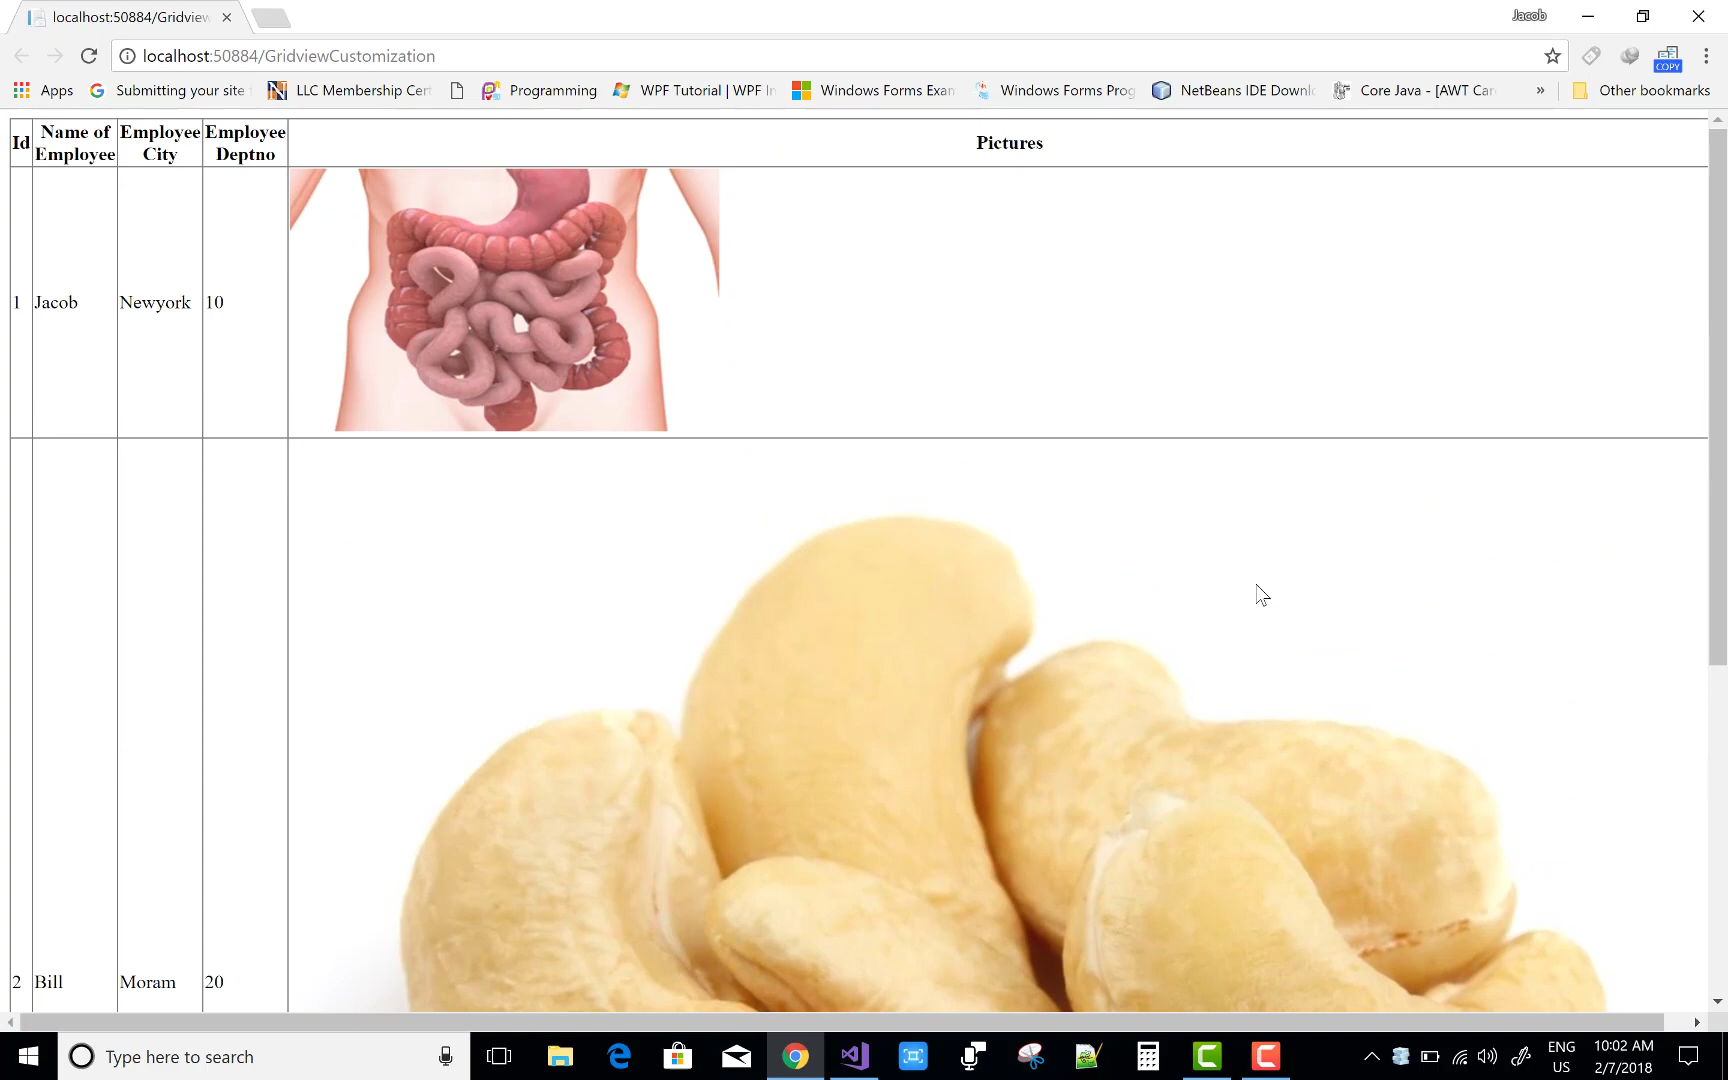 localhost:50884/Gridview
Jacob
localhost:50884/GridviewCustomization
Apps
Submitting your site
LLC Membership Cert
Programming
WPF Tutorial | WPF
Windows Forms Exan
Windows Forms Prog
NetBeans IDE Downl
Core Java - [AWT Car
»
Other bookmarks
COPY
Id
Name of
Employee
Employee
City
Employee
Deptno
Pictures
1 Jacob Newyork 10
2 Bill Moram 20
Type here to search
ENG
US
10:02 AM
2/7/2018